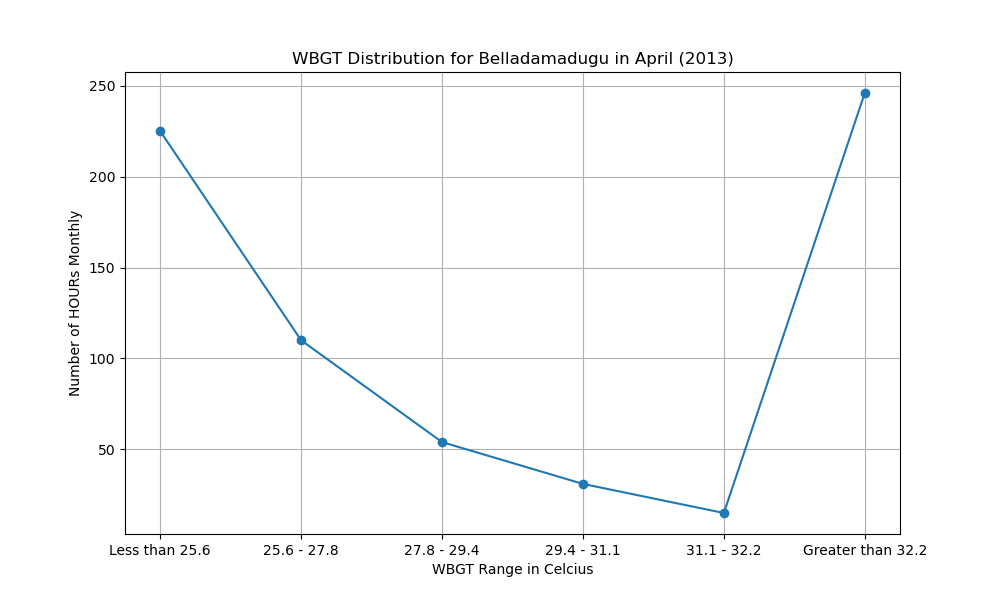 WBGT Distribution for Belladamadugu in April (2013)
Number of HOURs Monthly
250
200
150
100
50
Less than 25.6
25.6 - 27.8
27.8 - 29.4
29.4 - 31.1
31.1 - 32.2
Greater than 32.2
WBGT Range in Celcius